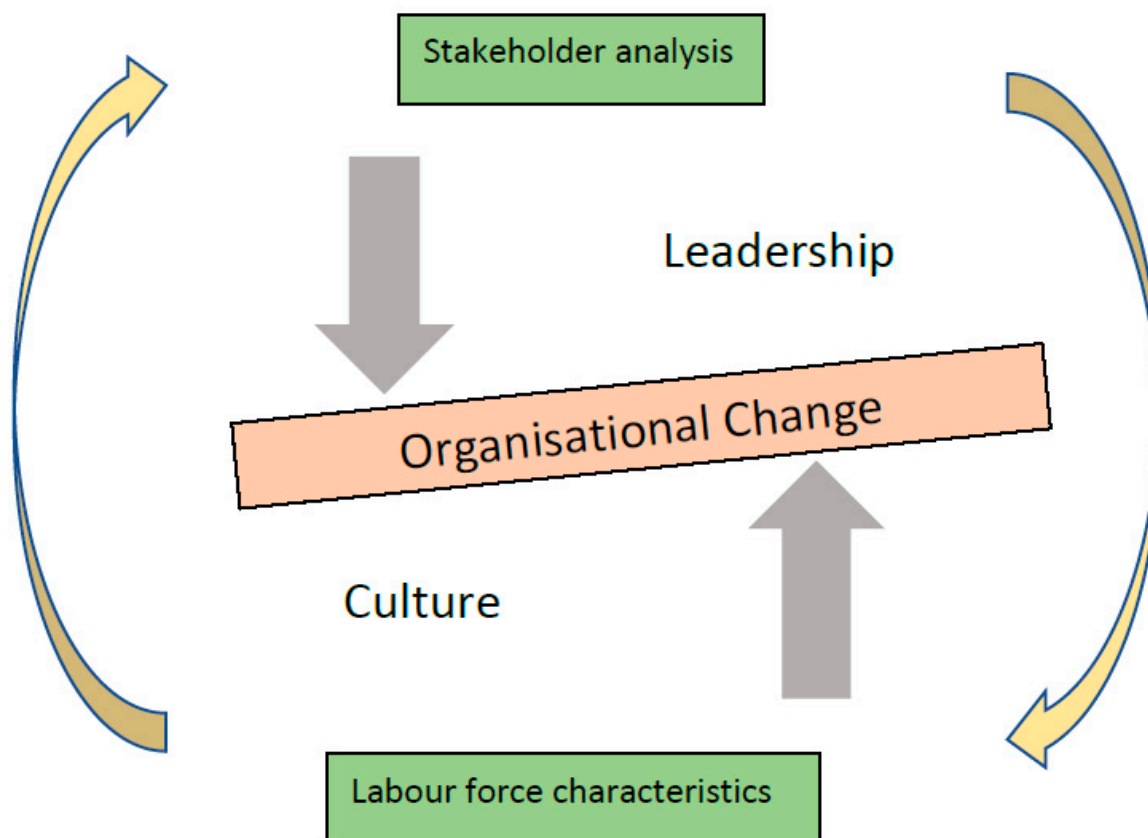 Stakeholder analysis
Leadership
Organisational Change
Culture
Labour force characteristics